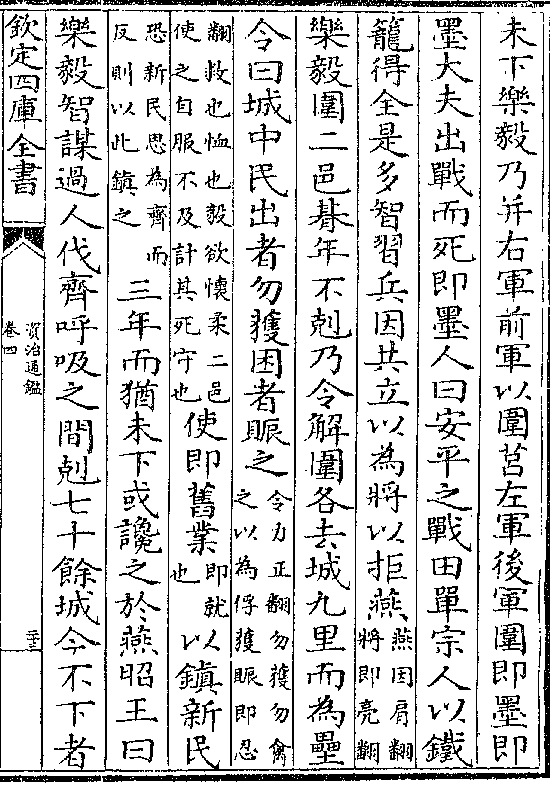 未下樂毅乃并右軍前軍以圍莒左軍後軍圍即墨即
墨大夫出戰而死即墨人曰安平之戰田單宗人以鐵
籠得全是多智習兵因共立以為將以拒燕燕因肩翻將即亮翻
樂毅圍二邑朞年不剋乃令解圍各去城九里而為壘
令曰城中民出者勿獲困者賑之令力正翻勿獲勿禽之以為俘獲賑即忍
翻救也恤也毅欲懷柔二邑使之自服不及計其死守也使即舊業即就也以鎮新民
恐新民思為齊而反則以此鎮之三年而猶未下或讒之於燕昭王曰
樂毅智謀過人伐齊呼吸之間剋七十餘城今不下者
欽定四庫全書
資治通鑑
卷四